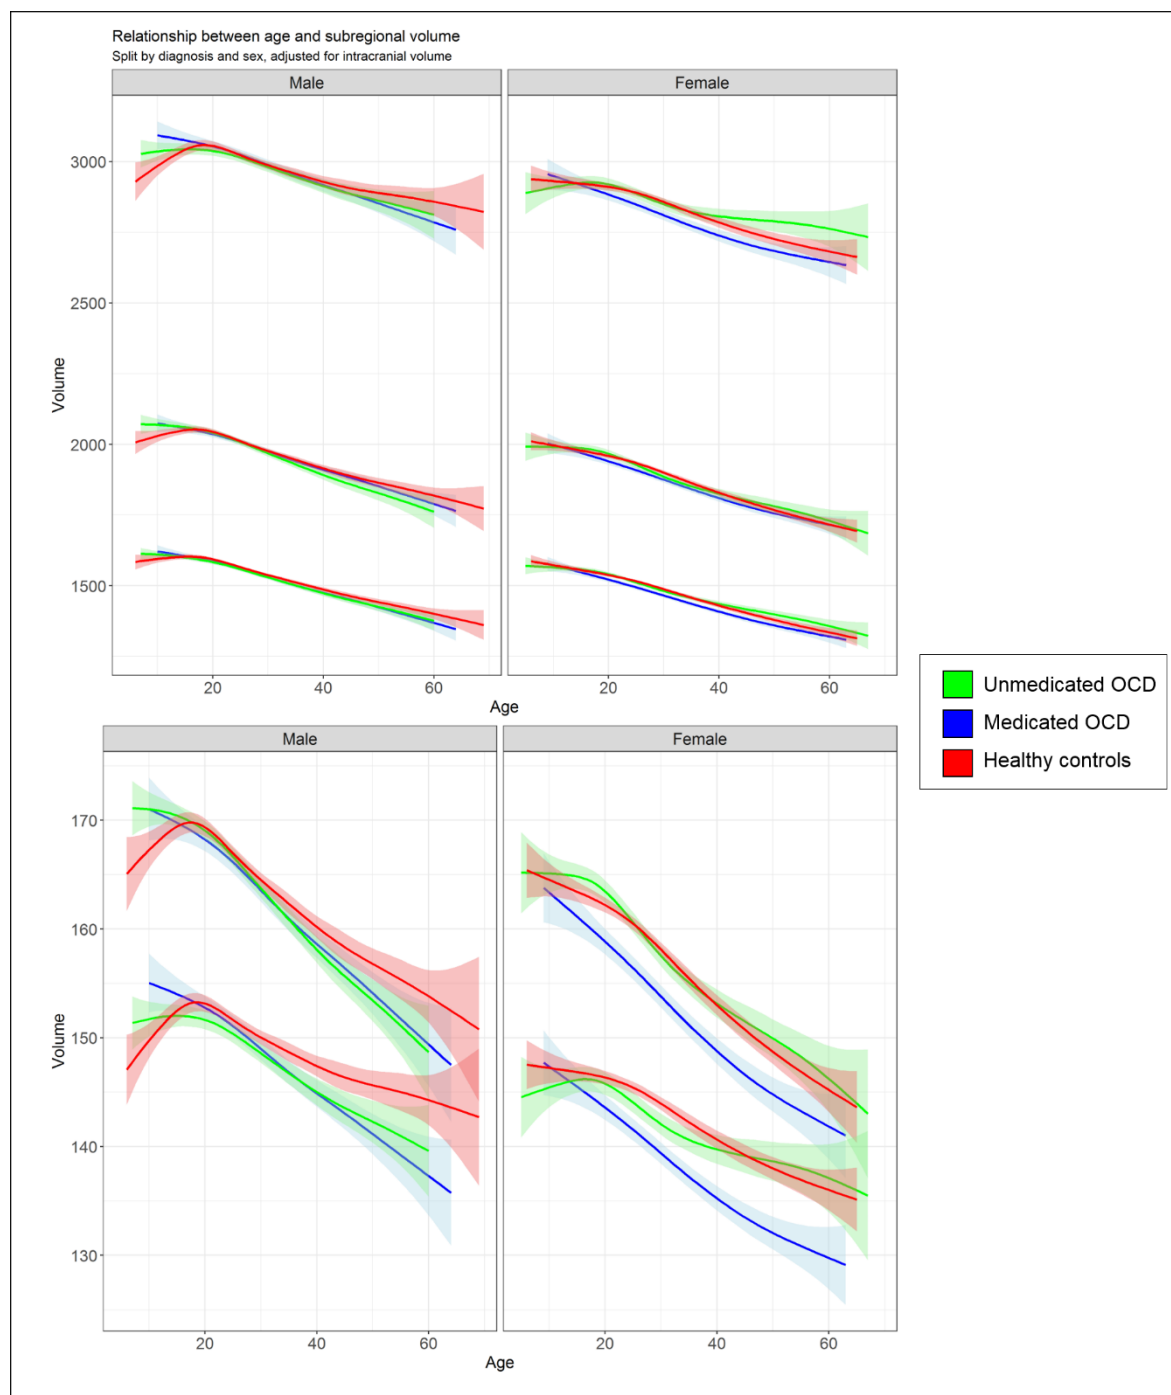 Relationship between age and subregional volume
Split by diagnosis and sex, adjusted for intracranial volume
Male Female
3000
2500
2000
1500
Volume
20 40 60 20 40 60
Age
Unmedicated OCD
Medicated OCD
Healthy controls
Male Female
170
160
150
140
130
Volume
20 40 60 20 40 60
Age